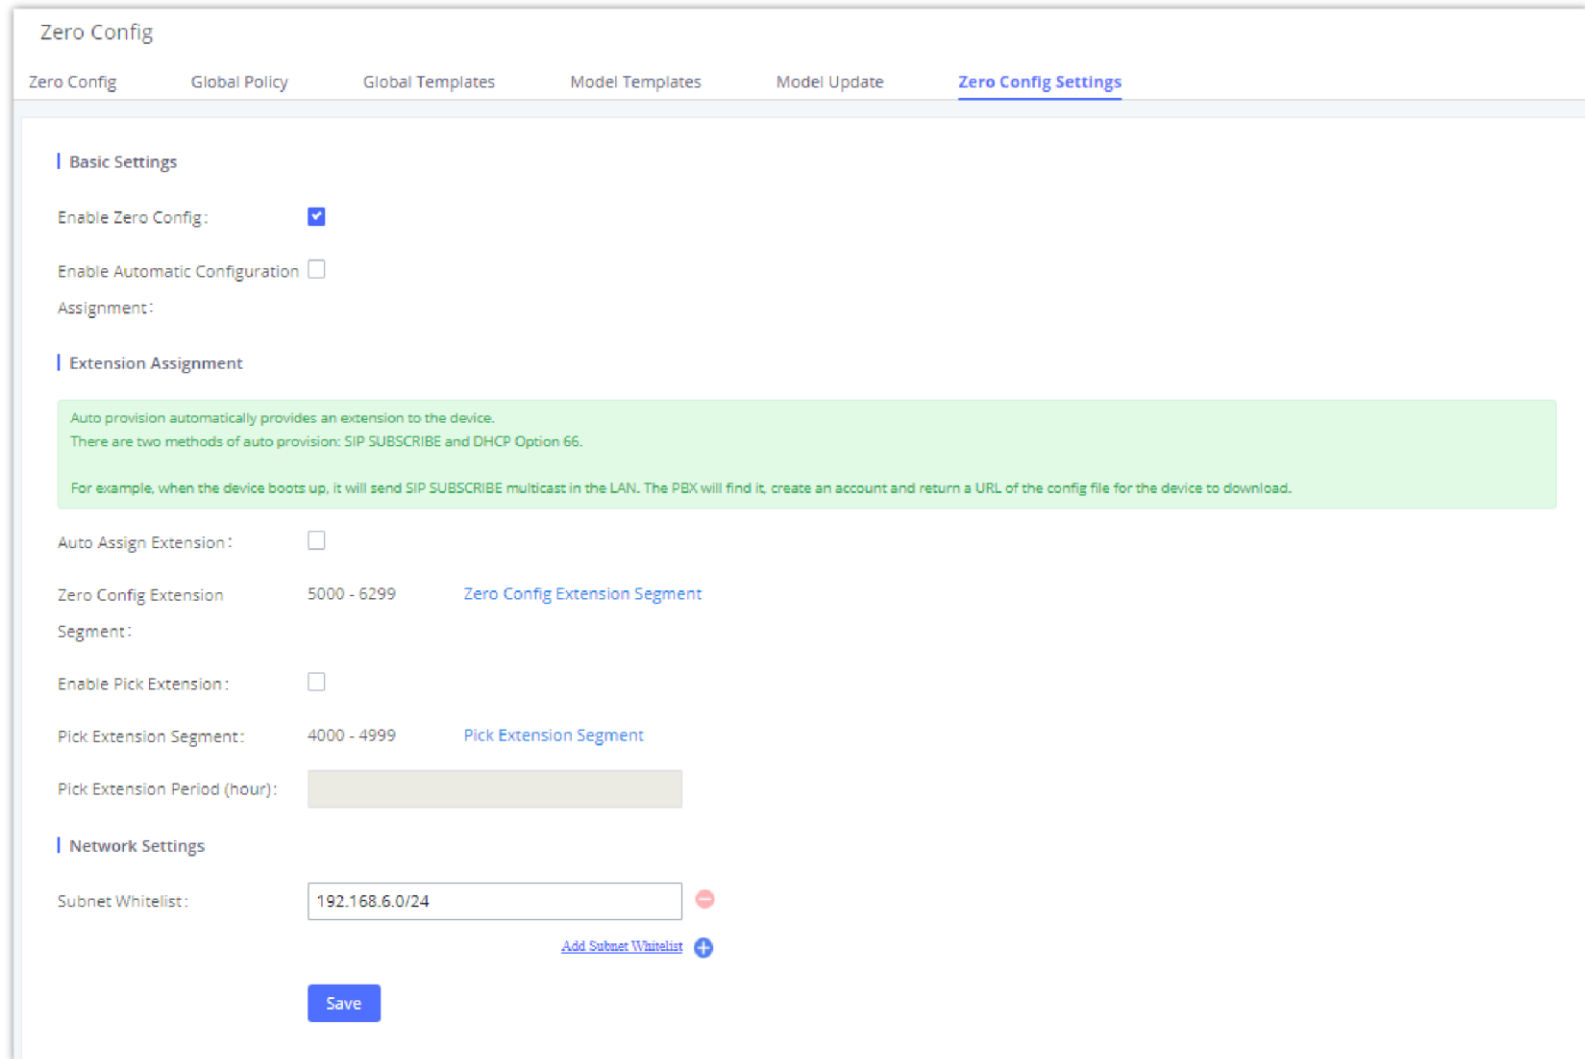 Zero Config
Zero Config Global Policy Global Templates Model Templates Model Update Zero Config Settings
Basic Settings
Enable Zero Config:
Enable Automatic Configuration
Assignment:
Extension Assignment
Auto provision automatically provides an extension to the device.
There are two methods of auto provision: SIP SUBSCRIBE and DHCP Option 66.
For example, when the device boots up, it will send SIP SUBSCRIBE multicast in the LAN. The PBX will find it, create an account and return a URL of the config file for the device to download.
Auto Assign Extension:
Zero Config Extension 5000 - 6299 Zero Config Extension Segment
Segment:
Enable Pick Extension:
Pick Extension Segment: 4000 - 4999 Pick Extension Segment
Pick Extension Period (hour):
Network Settings
Subnet Whitelist: 192.168.6.0/24
Add Subnet Whitelist
Save